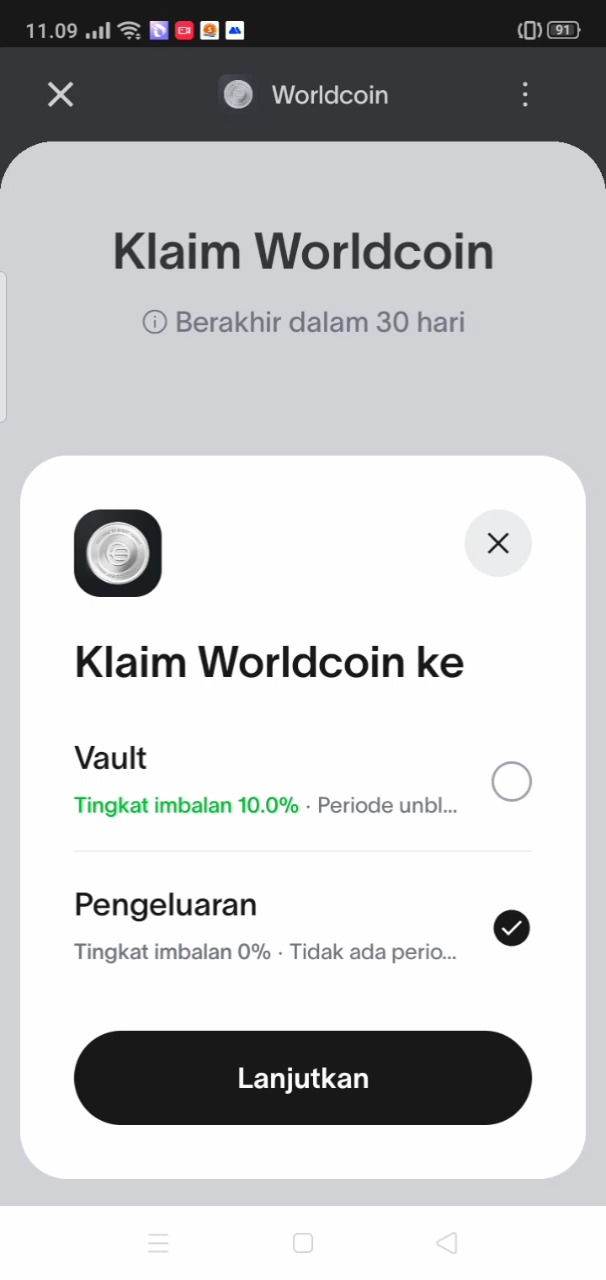 11.09
91
Worldcoin
Klaim Worldcoin
Berakhir dalam 30 hari
Klaim Worldcoin ke
Vault
Tingkat imbalan 10.0% · Periode unbl...
Pengeluaran
Tingkat imbalan 0% · Tidak ada perio...
Lanjutkan